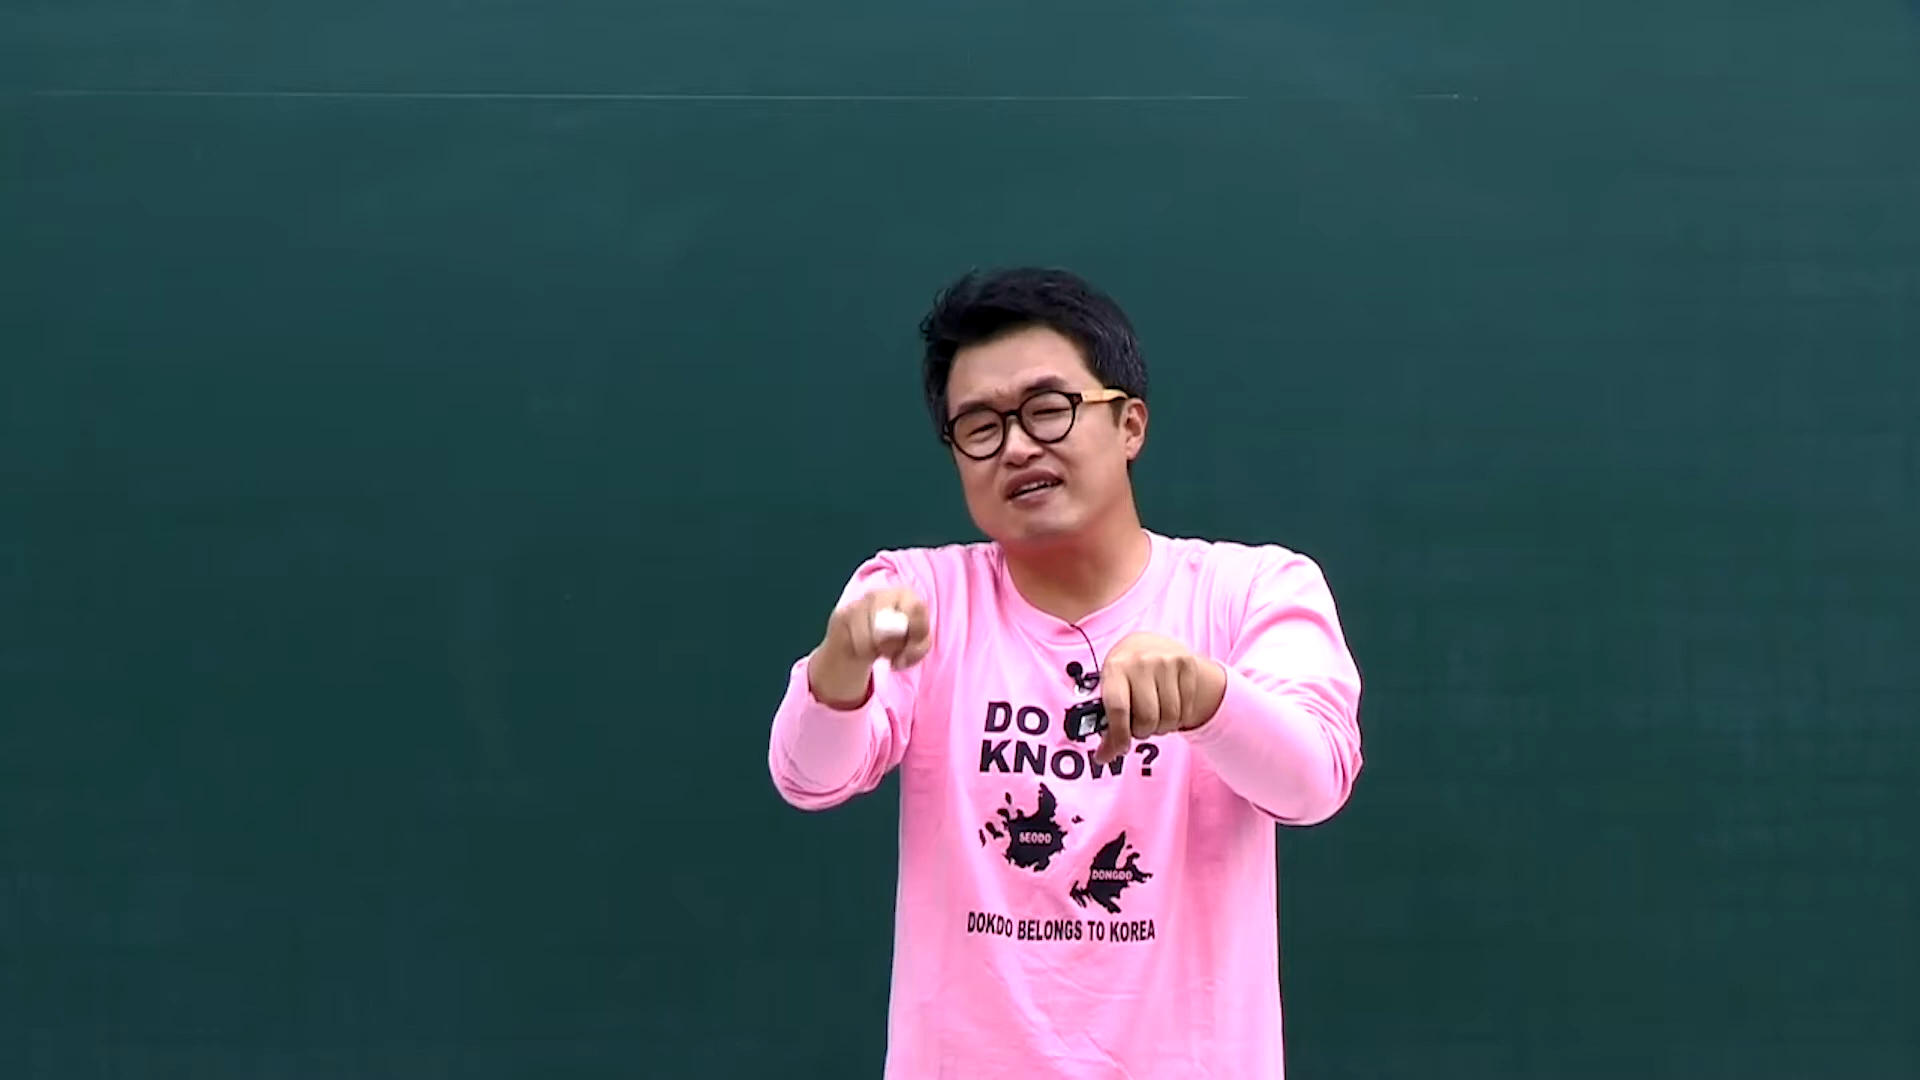 DO
KNOW?
SEODO
DONGDO
DOKDO BELONGS TO KOREA